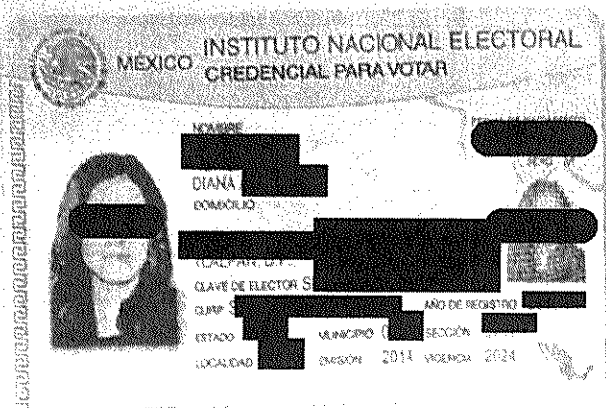 MÉXICO INSTITUTO NACIONAL ELECTORAL
CREDENCIAL PARA VOTAR
NOMBRE
DIANA
DOMICILIO
TLALPAN, D.F.
CLAVE DE ELECTOR S
CURP S AÑO DE REGISTRO
ESTADO MUNICIPIO 0 SECCIÓN
LOCALIDAD EMISIÓN 2014 VIGENCIA 2024